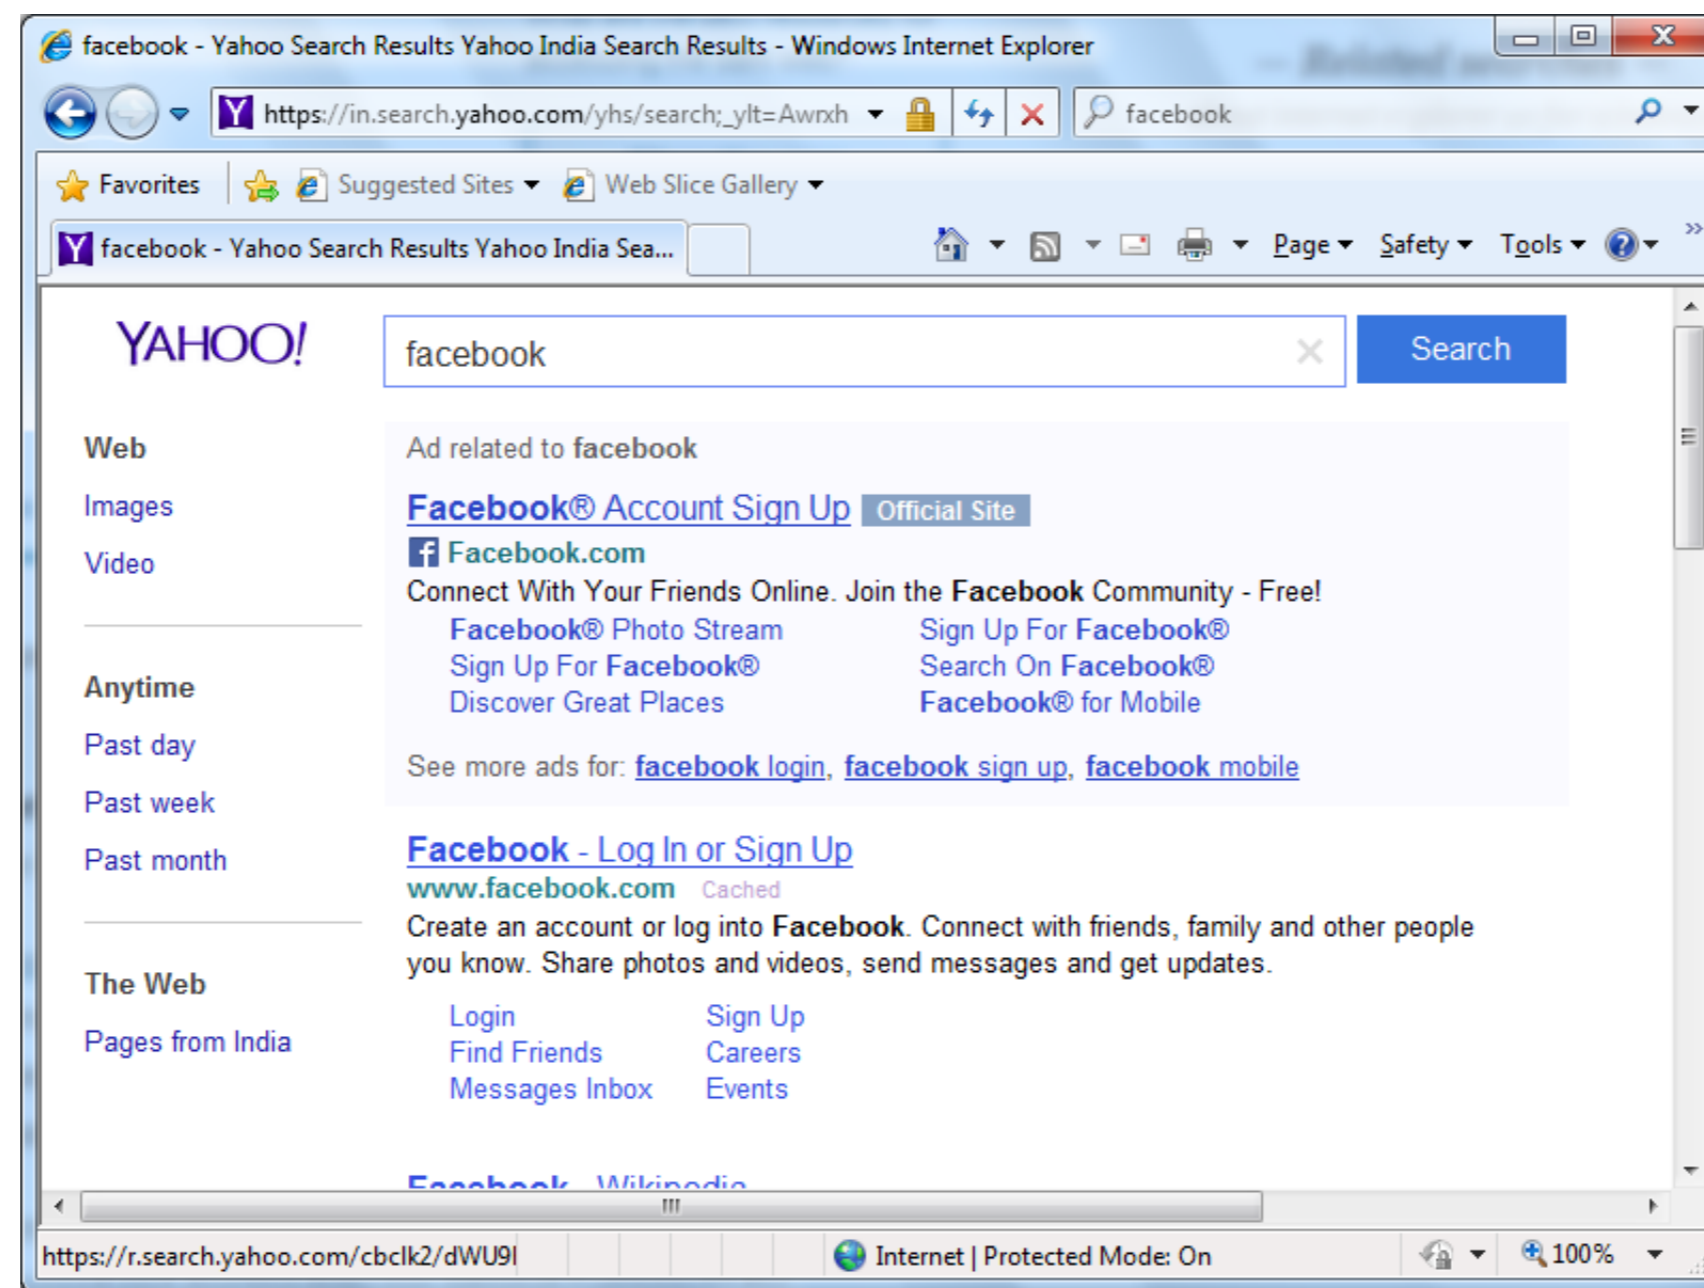 facebook - Yahoo Search Results Yahoo India Search Results - Windows Internet Explorer
https://in.search.yahoo.com/yhs/search;_ylt=Awrxh
facebook
Favorites Suggested Sites Web Slice Gallery
facebook - Yahoo Search Results Yahoo India Sea...
Page Safety Tools
YAHOO! facebook Search
Web
Images
Video
Anytime
Past day
Past week
Past month
The Web
Pages from India
Ad related to facebook
Facebook® Account Sign Up Official Site
Facebook.com
Connect With Your Friends Online. Join the Facebook Community - Free!
Facebook® Photo Stream Sign Up For Facebook®
Sign Up For Facebook® Search On Facebook®
Discover Great Places Facebook® for Mobile
See more ads for: facebook login, facebook sign up, facebook mobile
Facebook - Log In or Sign Up
www.facebook.com Cached
Create an account or log into Facebook. Connect with friends, family and other people
you know. Share photos and videos, send messages and get updates.
Login Sign Up
Find Friends Careers
Messages Inbox Events
Facebook - Wikipedia
https://r.search.yahoo.com/cbclk2/dWU9 Internet | Protected Mode: On 100%